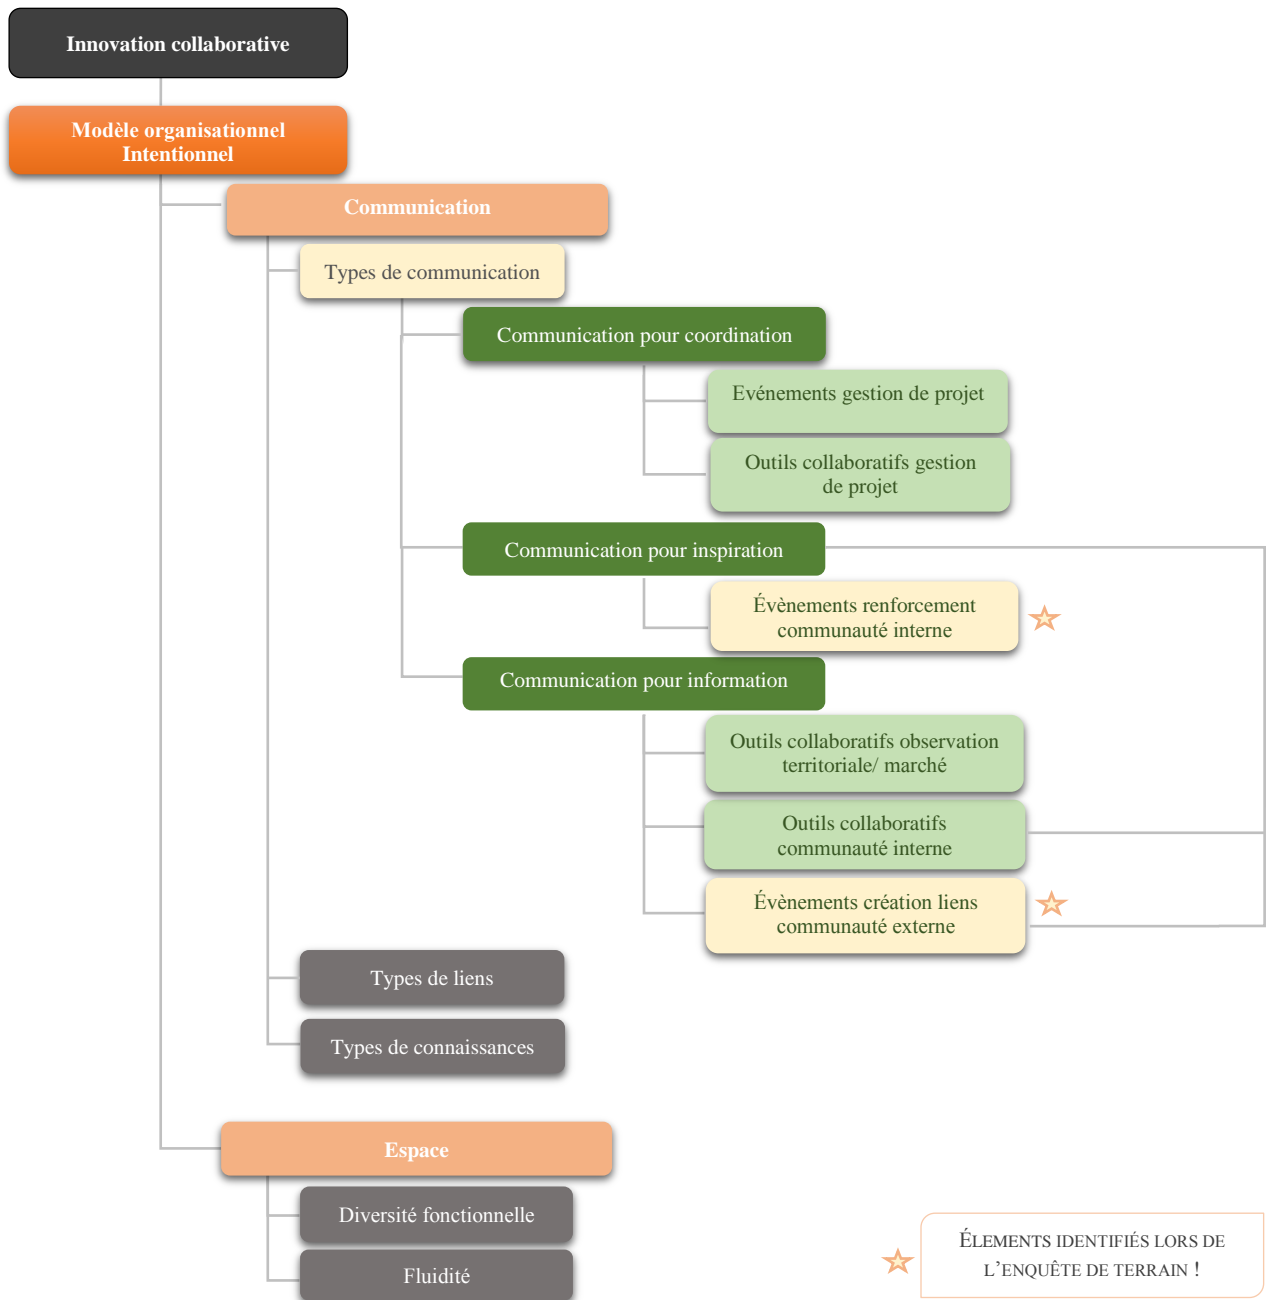 Innovation collaborative
Modèle organisationnel
Intentionnel
Communication
Types de communication
Communication pour coordination
Evénements gestion de projet
Outils collaboratifs gestion
de projet
Communication pour inspiration
Évènements renforcement
communauté interne
Communication pour information
Outils collaboratifs observation
territoriale/ marché
Outils collaboratifs
communauté interne
Évènements création liens
communauté externe
Types de liens
Types de connaissances
Espace
Diversité fonctionnelle
Fluidité
ÉLEMENTS IDENTIFIÉS LORS DE
L'ENQUÊTE DE TERRAIN !